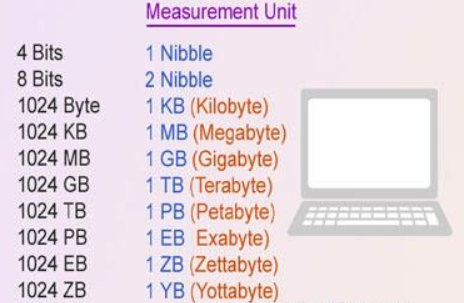 Measurement Unit
4 Bits 1 Nibble
8 Bits 2 Nibble
1024 Byte 1 KB (Kilobyte)
1024 KB 1 MB (Megabyte)
1024 MB 1 GB (Gigabyte)
1024 GB 1 TB (Terabyte)
1024 TB 1 PB (Petabyte)
1024 PB 1 EB Exabyte)
1024 EB 1 ZB (Zettabyte)
1024 ZB 1 YB (Yottabyte)